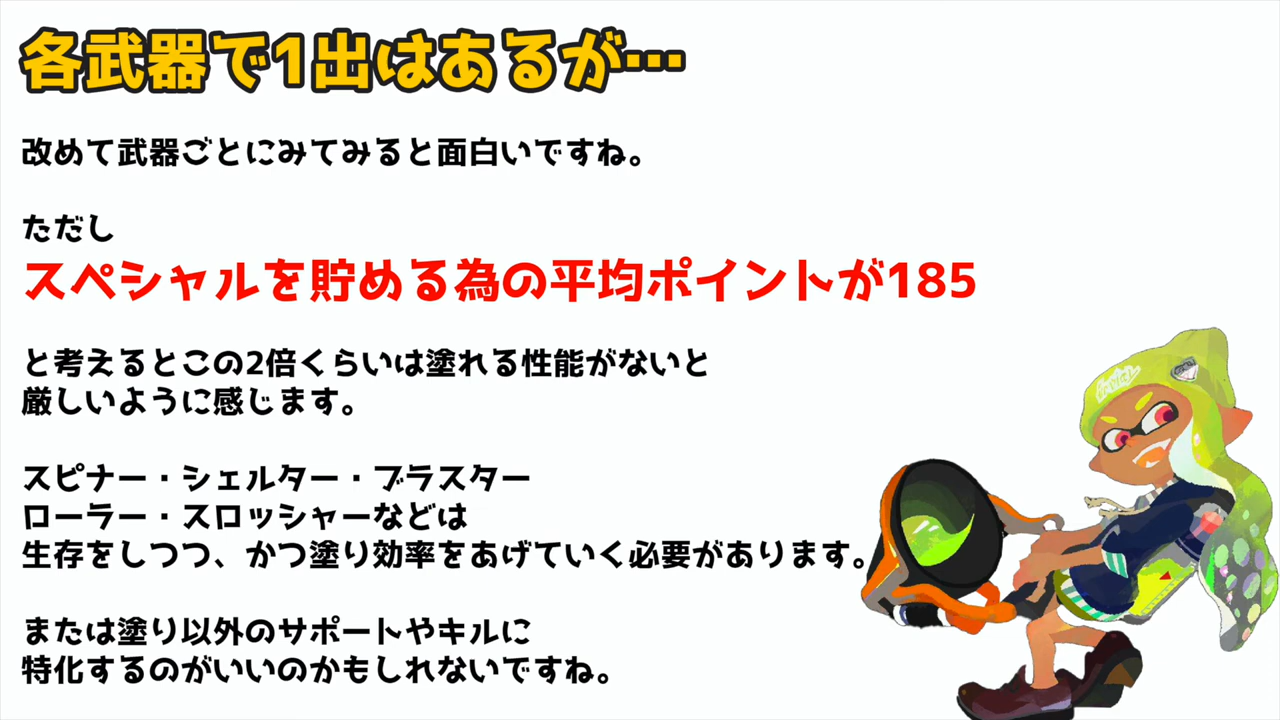 各武器で1出はあるが…
改めて武器ごとにみてみると面白いですね。
ただし
スペシャルを貯める為の平均ポイントが185
と考えるとこの2倍くらいは塗れる性能がないと
厳しいように感じます。
スピナー・シェルター・ブラスター
ローラー・スロッシャーなどは
生存をしつつ、かつ塗り効率をあげていく必要があります。
または塗り以外のサポートやキルに
特化するのがいいのかもしれないですね。